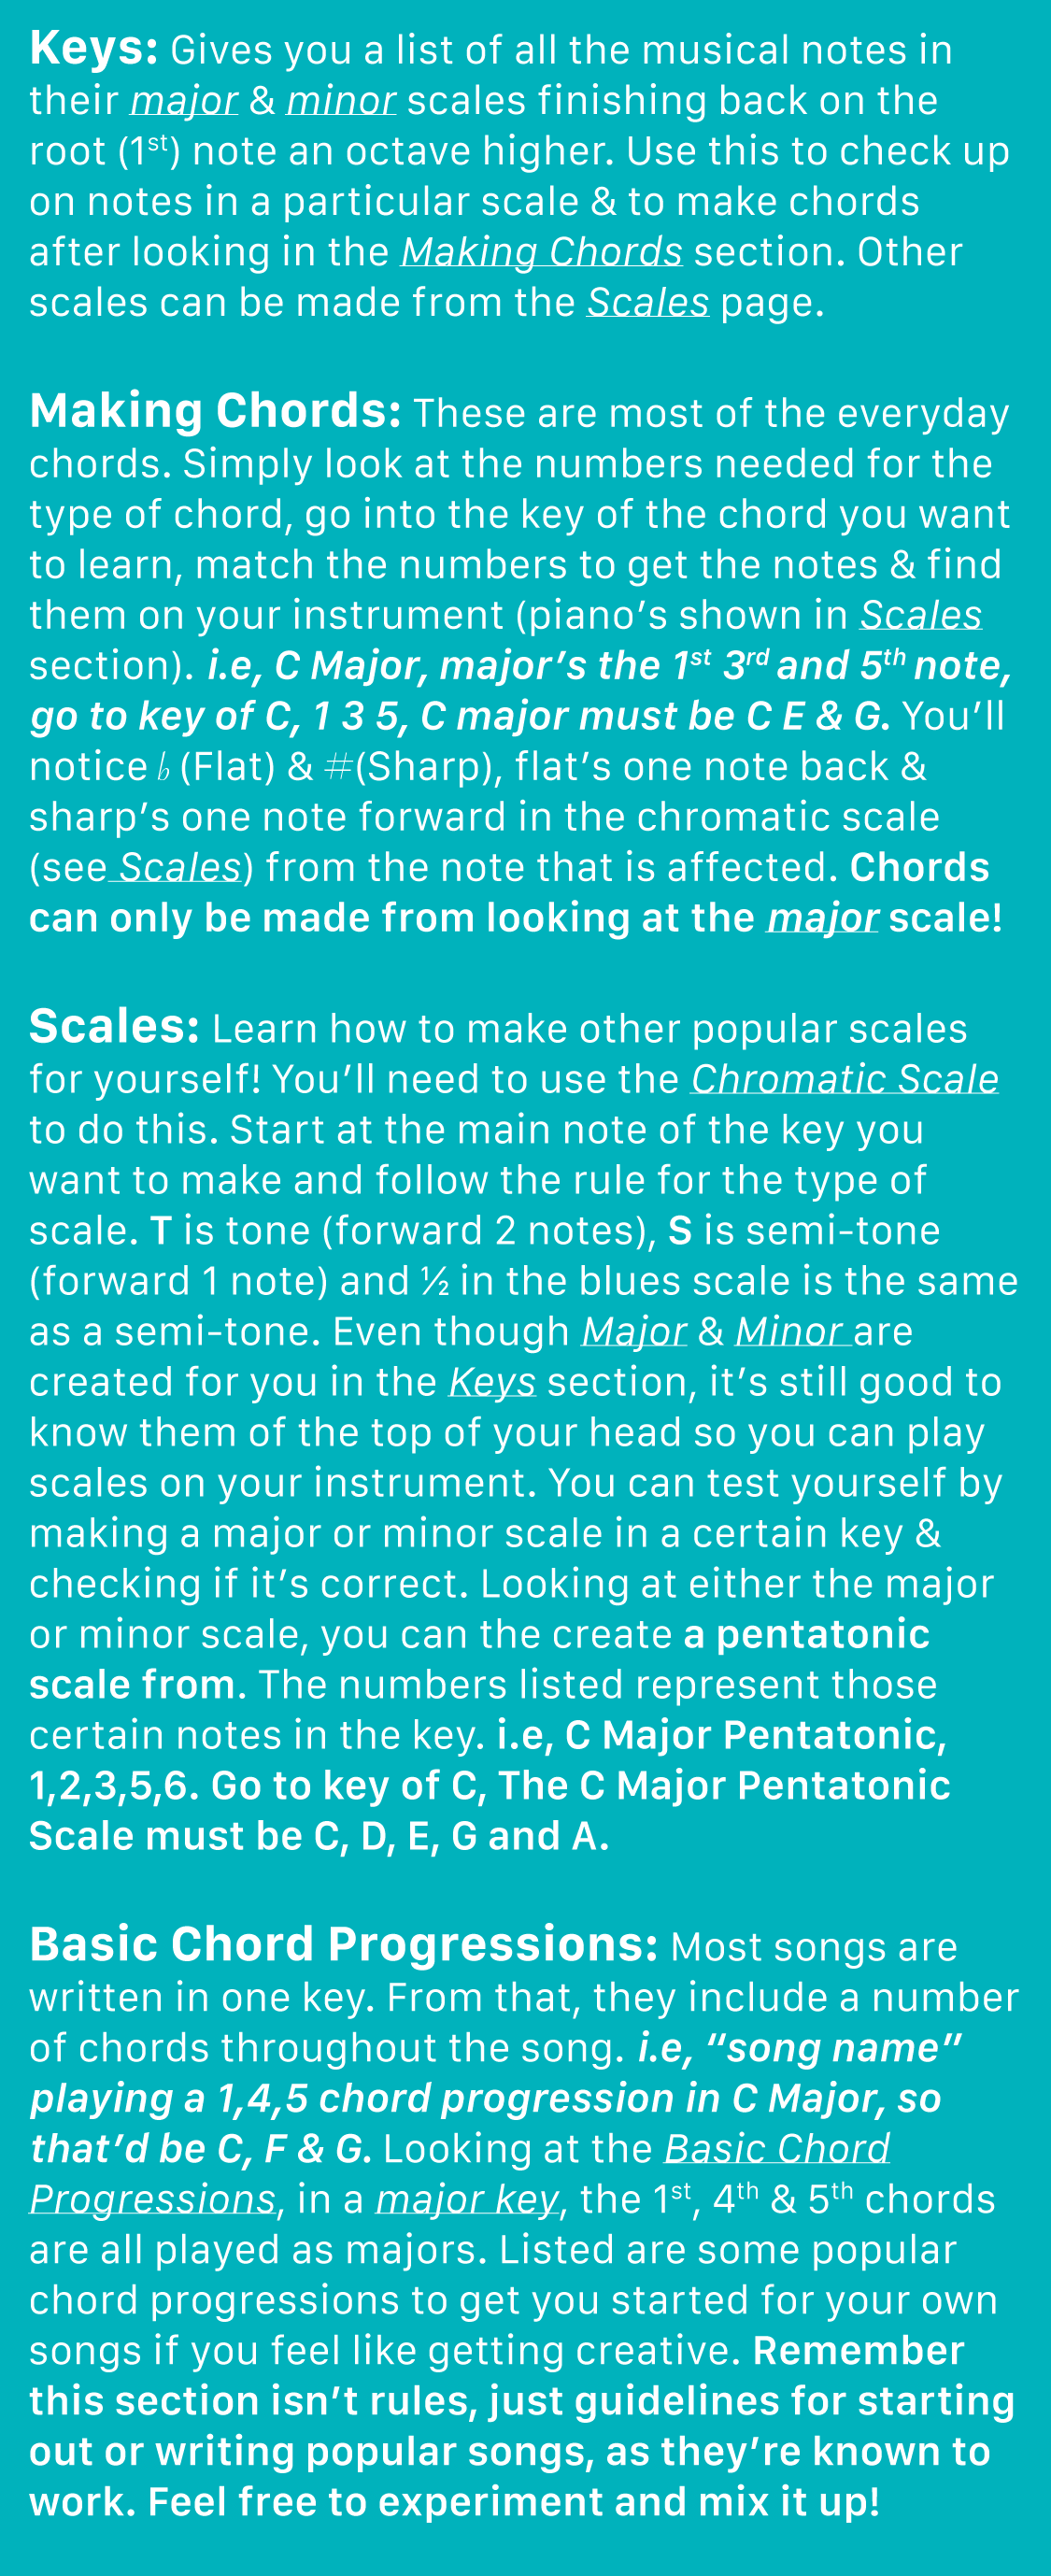 Keys: Gives you a list of all the musical notes in
their major & minor scales finishing back on the
root (1st) note an octave higher. Use this to check up
on notes in a particular scale & to make chords
after looking in the Making Chords section. Other
scales can be made from the Scales page.
Making Chords: These are most of the everyday
chords. Simply look at the numbers needed for the
type of chord, go into the key of the chord you want
to learn, match the numbers to get the notes & find
them on your instrument (piano’s shown in Scales
section). i.e, C Major, major’s the 1st 3rd and 5th note,
go to key of C, 1 3 5, C major must be C E & G. You’ll
notice ♭ (Flat) & #(Sharp), flat’s one note back &
sharp’s one note forward in the chromatic scale
(see Scales) from the note that is affected. Chords
can only be made from looking at the major scale!
Scales: Learn how to make other popular scales
for yourself! You’ll need to use the Chromatic Scale
to do this. Start at the main note of the key you
want to make and follow the rule for the type of
scale. T is tone (forward 2 notes), S is semi-tone
(forward 1 note) and ½ in the blues scale is the same
as a semi-tone. Even though Major & Minor are
created for you in the Keys section, it’s still good to
know them of the top of your head so you can play
scales on your instrument. You can test yourself by
making a major or minor scale in a certain key &
checking if it’s correct. Looking at either the major
or minor scale, you can the create a pentatonic
scale from. The numbers listed represent those
certain notes in the key. i.e, C Major Pentatonic,
1,2,3,5,6. Go to key of C, The C Major Pentatonic
Scale must be C, D, E, G and A.
Basic Chord Progressions: Most songs are
written in one key. From that, they include a number
of chords throughout the song. i.e, “song name”
playing a 1,4,5 chord progression in C Major, so
that’d be C, F & G. Looking at the Basic Chord
Progressions, in a major key, the 1st, 4th & 5th chords
are all played as majors. Listed are some popular
chord progressions to get you started for your own
songs if you feel like getting creative. Remember
this section isn’t rules, just guidelines for starting
out or writing popular songs, as they’re known to
work. Feel free to experiment and mix it up!